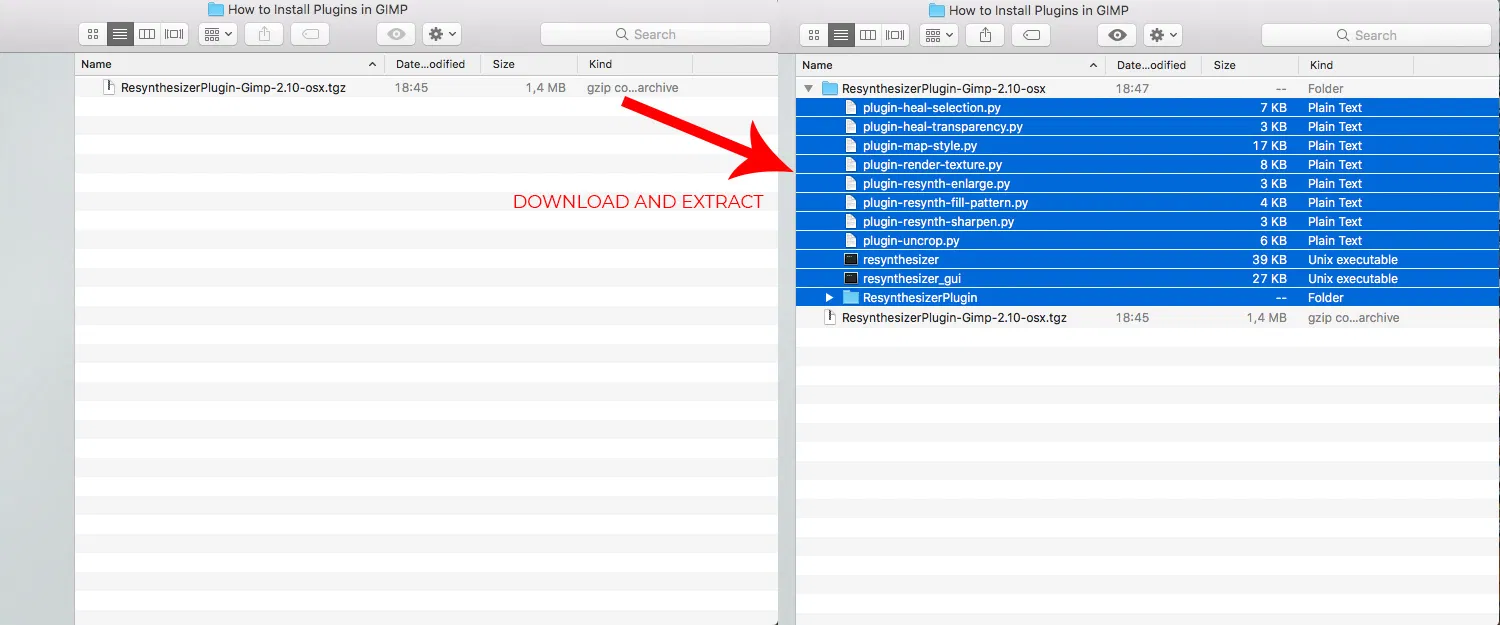 How to Install Plugins in GIMP
Search
Name Date...odified Size Kind
ResynthesizerPlugin-Gimp-2.10-osx.tgz 18:45 1,4 MB gzip co...archive
DOWNLOAD AND EXTRACT
How to Install Plugins in GIMP
Search
Name Date...odified Size Kind
ResynthesizerPlugin-Gimp-2.10-osx 18:47 -- Folder
plugin-heal-selection.py 7 KB Plain Text
plugin-heal-transparency.py 3 KB Plain Text
plugin-map-style.py 17 KB Plain Text
plugin-render-texture.py 8 KB Plain Text
plugin-resynth-enlarge.py 3 KB Plain Text
plugin-resynth-fill-pattern.py 4 KB Plain Text
plugin-resynth-sharpen.py 3 KB Plain Text
plugin-uncrop.py 6 KB Plain Text
resynthesizer 39 KB Unix executable
resynthesizer_gui 27 KB Unix executable
ResynthesizerPlugin -- Folder
ResynthesizerPlugin-Gimp-2.10-osx.tgz 18:45 1,4 MB gzip co...archive